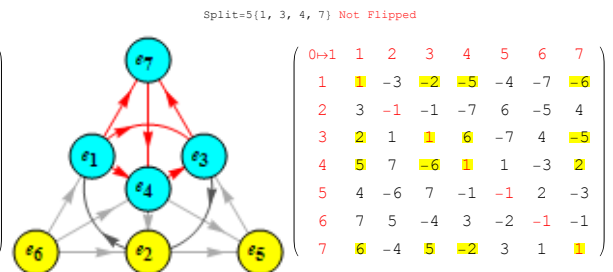 Split=5{1, 3, 4, 7} Not Flipped
e7
e1
e3
e4
e6
e2
e5
0↦1 1 2 3 4 5 6 7
1 1 −3 −2 −5 −4 −7 −6
2 3 −1 −1 −7 6 −5 4
3 2 1 1 6 −7 4 −5
4 5 7 −6 1 1 −3 2
5 4 −6 7 −1 −1 2 −3
6 7 5 −4 3 −2 −1 −1
7 6 −4 5 −2 3 1 1